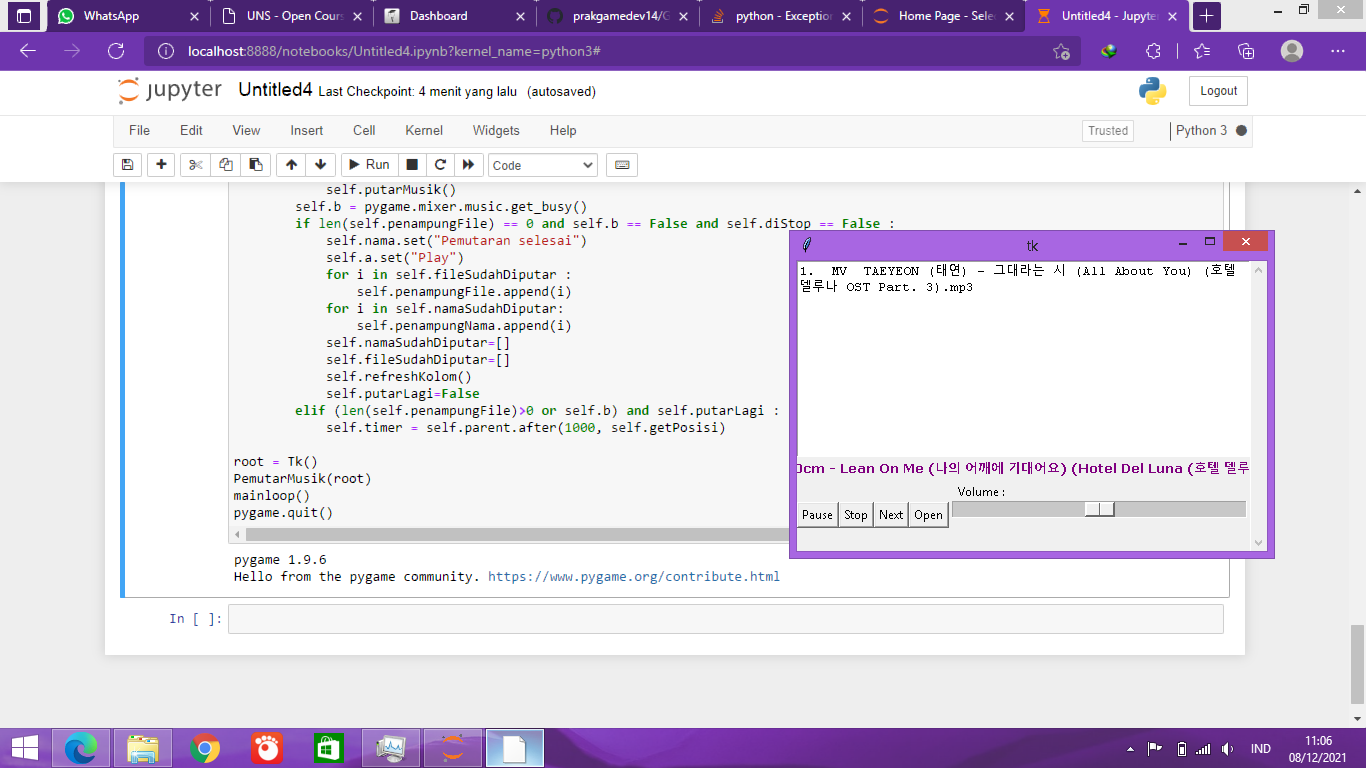 WhatsApp
UNS - Open Cours
Dashboard
prakgamedev14/G
python - Exception
Home Page - Selec
Untitled4 - Jupyter
localhost:8888/notebooks/Untitled4.ipynb?kernel_name=python3#
jupyter Untitled4 Last Checkpoint: 4 menit yang lalu (autosaved)
Logout
File Edit View Insert Cell Kernel Widgets Help
Trusted
Python 3
Run
Code
self.putarMusik()
self.b = pygame.mixer.music.get_busy()
if len(self.penampungFile) == 0 and self.b == False and self.diStop == False :
self.nama.set("Pemutaran selesai")
self.a.set("Play")
for i in self.fileSudahDiputar :
self.penampungFile.append(i)
for i in self.namaSudahDiputar:
self.penampungNama.append(i)
self.namaSudahDiputar=[]
self.fileSudahDiputar=[]
self.refreshKolom()
self.putarLagi=False
elif (len(self.penampungFile)>0 or self.b) and self.putarLagi :
self.timer = self.parent.after(1000, self.getPosisi)
root = Tk()
PemutarMusik(root)
mainloop()
pygame.quit()
pygame 1.9.6
Hello from the pygame community. https://www.pygame.org/contribute.html
In [ ]:
tk
1. MV TAEYEON (태연) - 그대라는 시 (All About You) (호텔
델루나 OST Part. 3).mp3
0cm - Lean On Me (나의 어깨에 기대어요) (Hotel Del Luna (호텔 델루
Volume :
Pause Stop Next Open
IND
11:06
08/12/2021